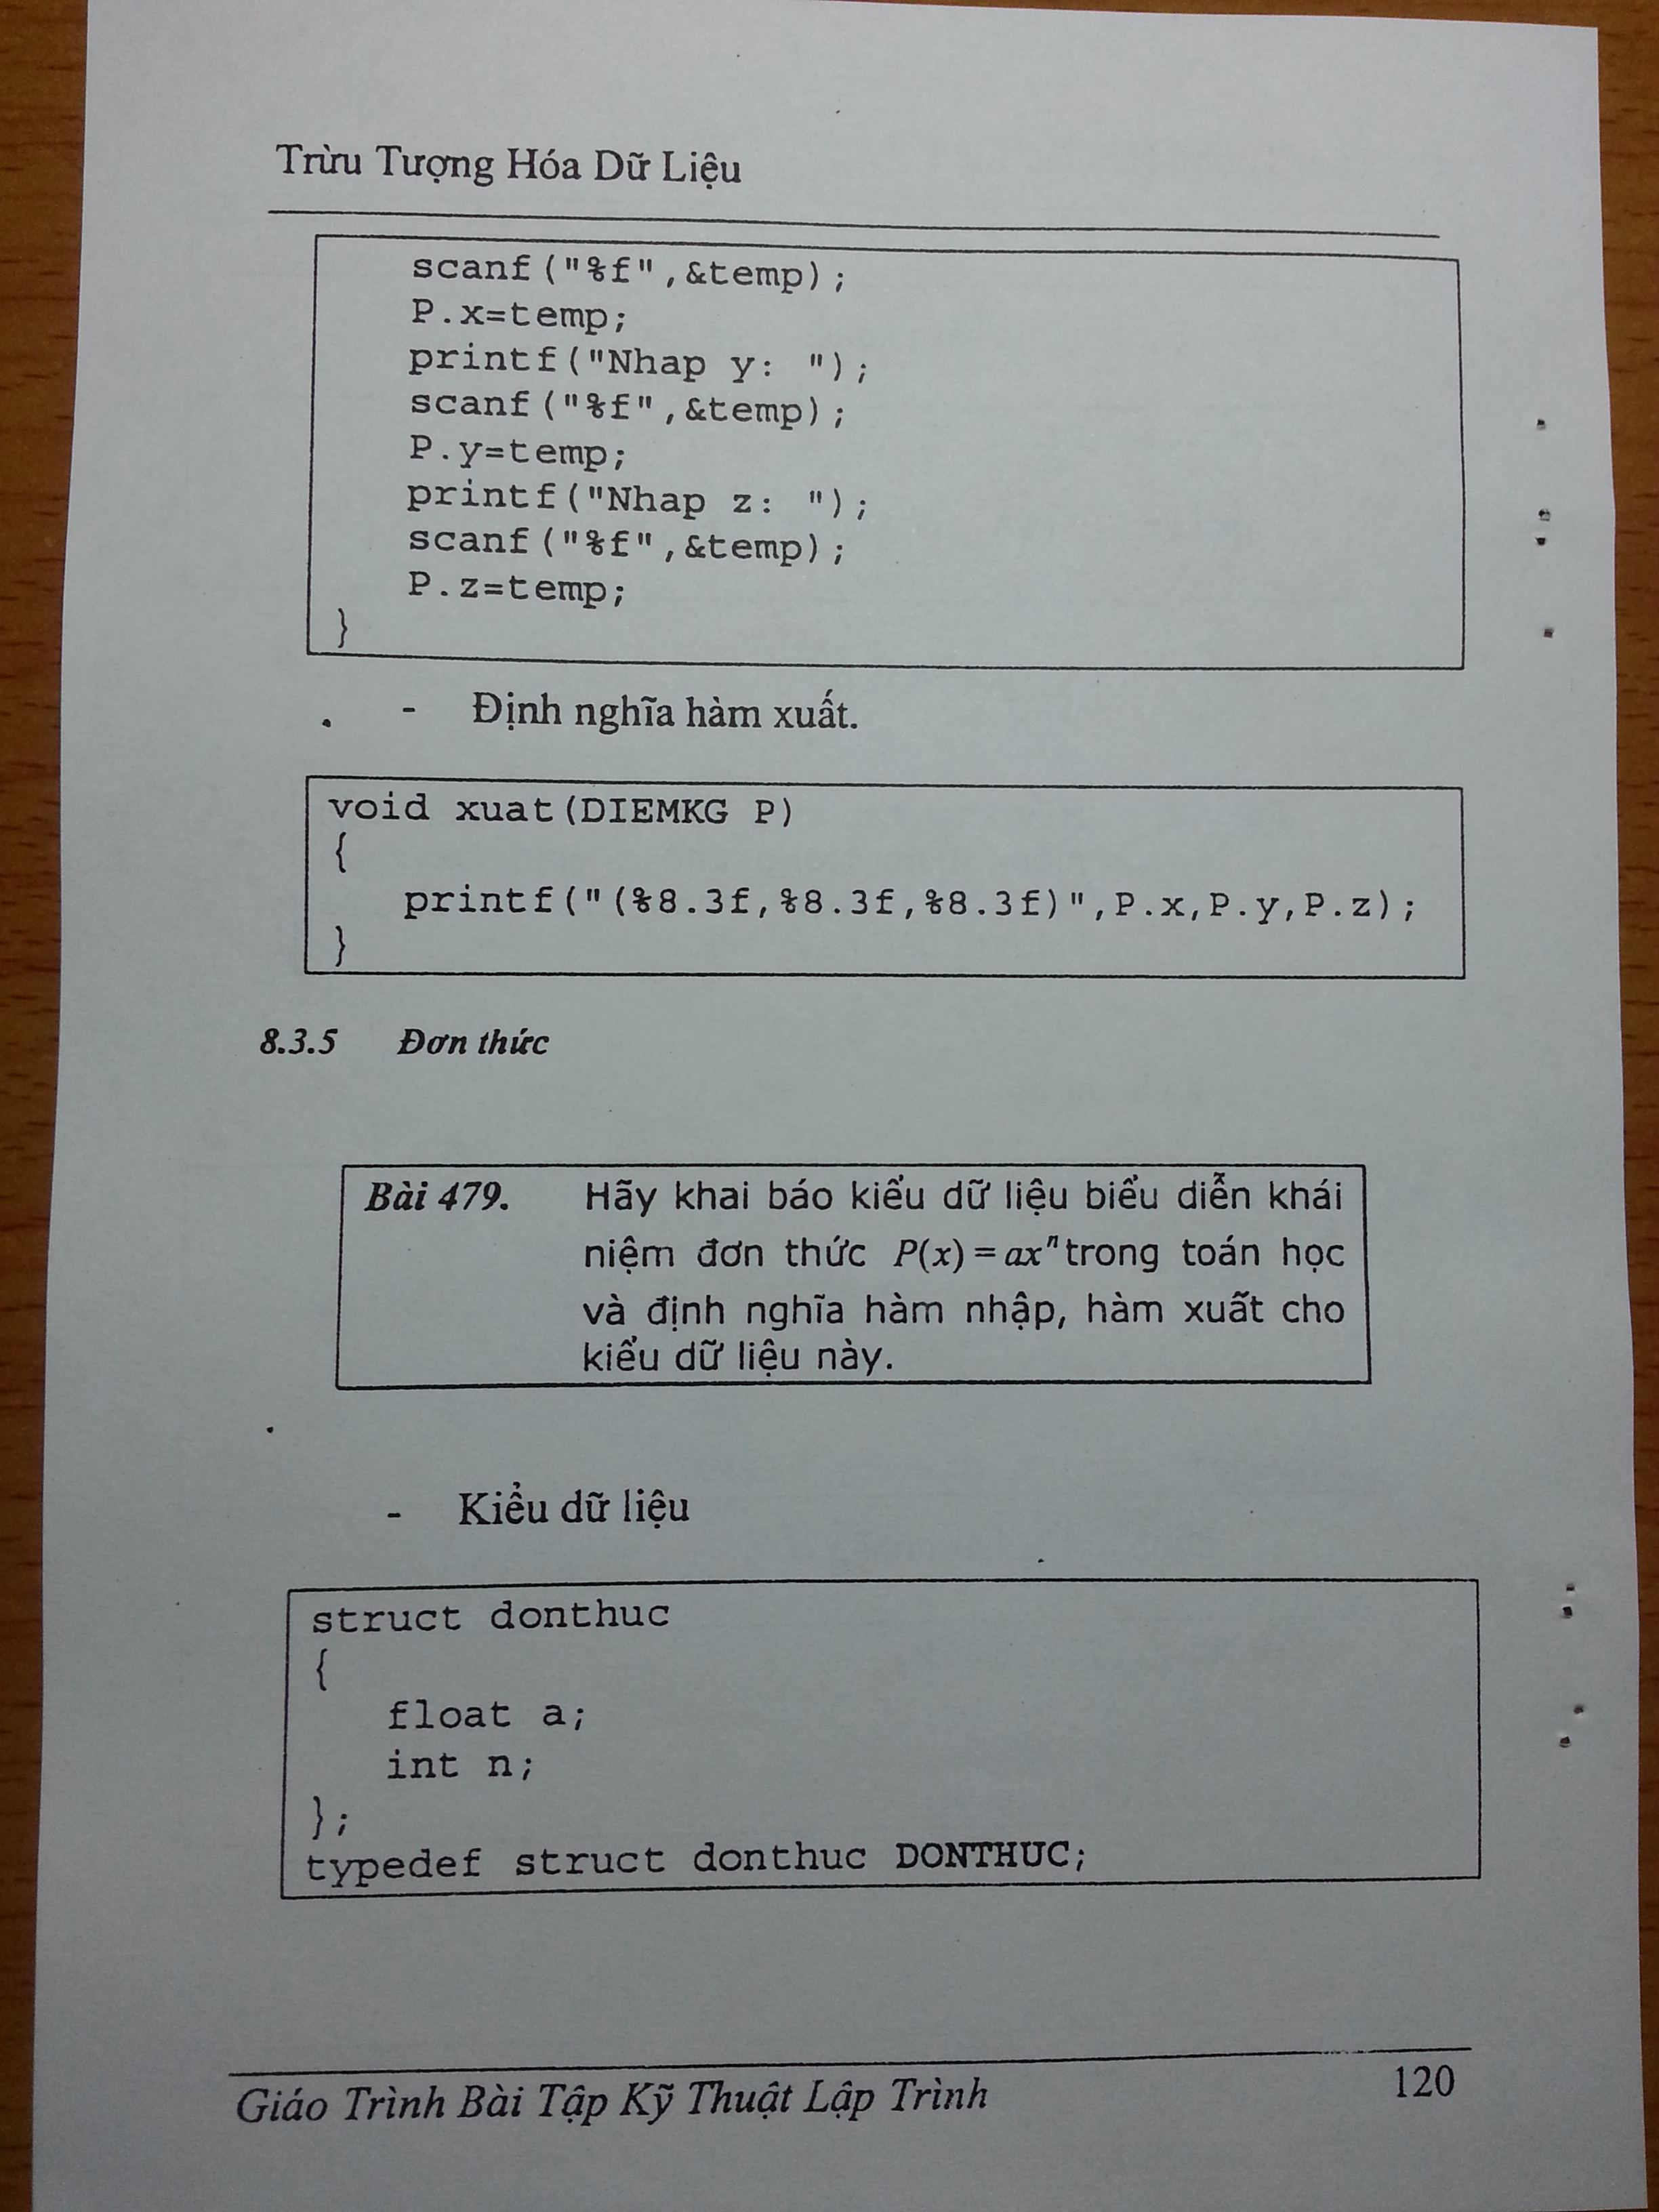 Trừu Tượng Hóa Dữ Liệu
scanf("%f",&temp);
P.x=temp;
printf("Nhap y: ");
scanf("%f",&temp);
P.y=temp;
printf("Nhap z: ");
scanf("%f",&temp);
P.z=temp;
}
- Định nghĩa hàm xuất.
void xuat(DIEMKG P)
{
printf("(%8.3f,%8.3f,%8.3f)",P.x,P.y,P.z);
}
8.3.5 Đơn thức
Bài 479. Hãy khai báo kiểu dữ liệu biểu diễn khái
niệm đơn thức P(x) = axⁿ trong toán học
và định nghĩa hàm nhập, hàm xuất cho
kiểu dữ liệu này.
- Kiểu dữ liệu
struct donthuc
{
float a;
int n;
};
typedef struct donthuc DONTHUC;
Giáo Trình Bài Tập Kỹ Thuật Lập Trình 120